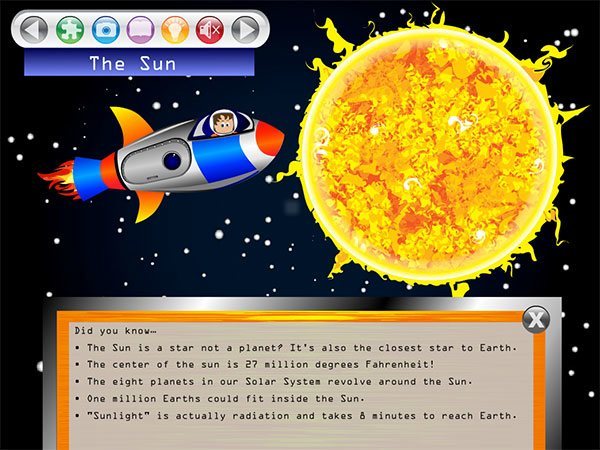 The Sun
X
Did you know…
• The Sun is a star not a planet? It's also the closest star to Earth.
• The center of the sun is 27 million degrees Fahrenheit!
• The eight planets in our Solar System revolve around the Sun.
• One million Earths could fit inside the Sun.
• "Sunlight" is actually radiation and takes 8 minutes to reach Earth.